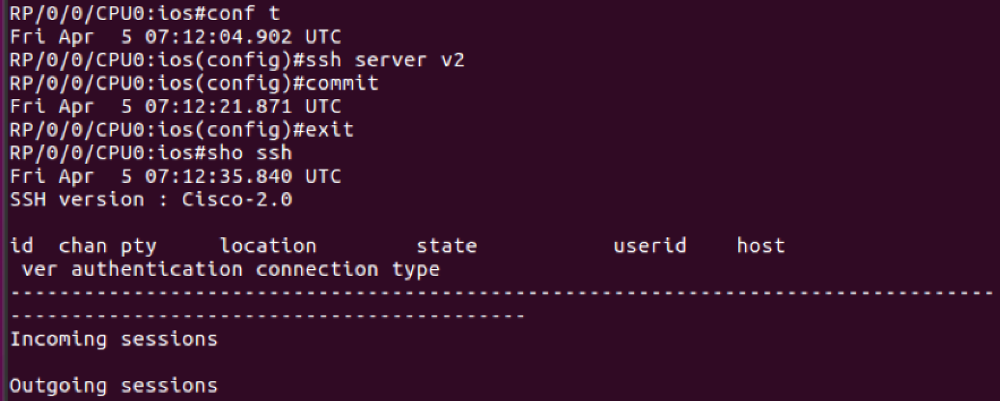 RP/0/0/CPU0:ios#conf t
Fri Apr  5 07:12:04.902 UTC
RP/0/0/CPU0:ios(config)#ssh server v2
RP/0/0/CPU0:ios(config)#commit
Fri Apr  5 07:12:21.871 UTC
RP/0/0/CPU0:ios(config)#exit
RP/0/0/CPU0:ios#sho ssh
Fri Apr  5 07:12:35.840 UTC
SSH version : Cisco-2.0

id  chan pty     location        state           userid    host
 ver authentication connection type
--------------------------------------------------------------------------------
------------------------------------------
Incoming sessions

Outgoing sessions